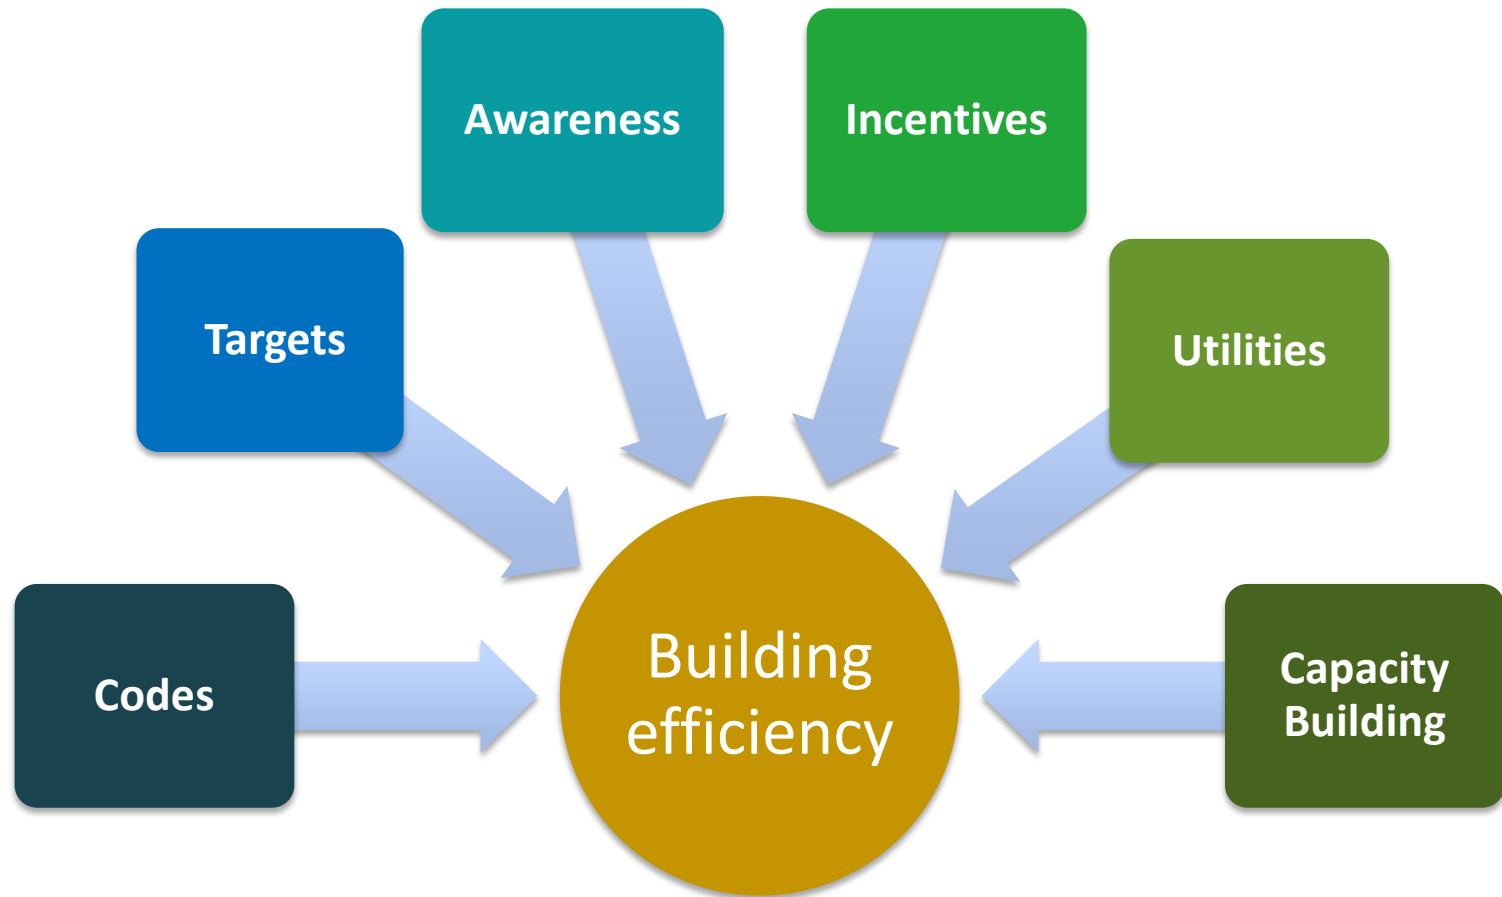 Awareness
Incentives
Targets
Utilities
Codes
Building
efficiency
Capacity
Building